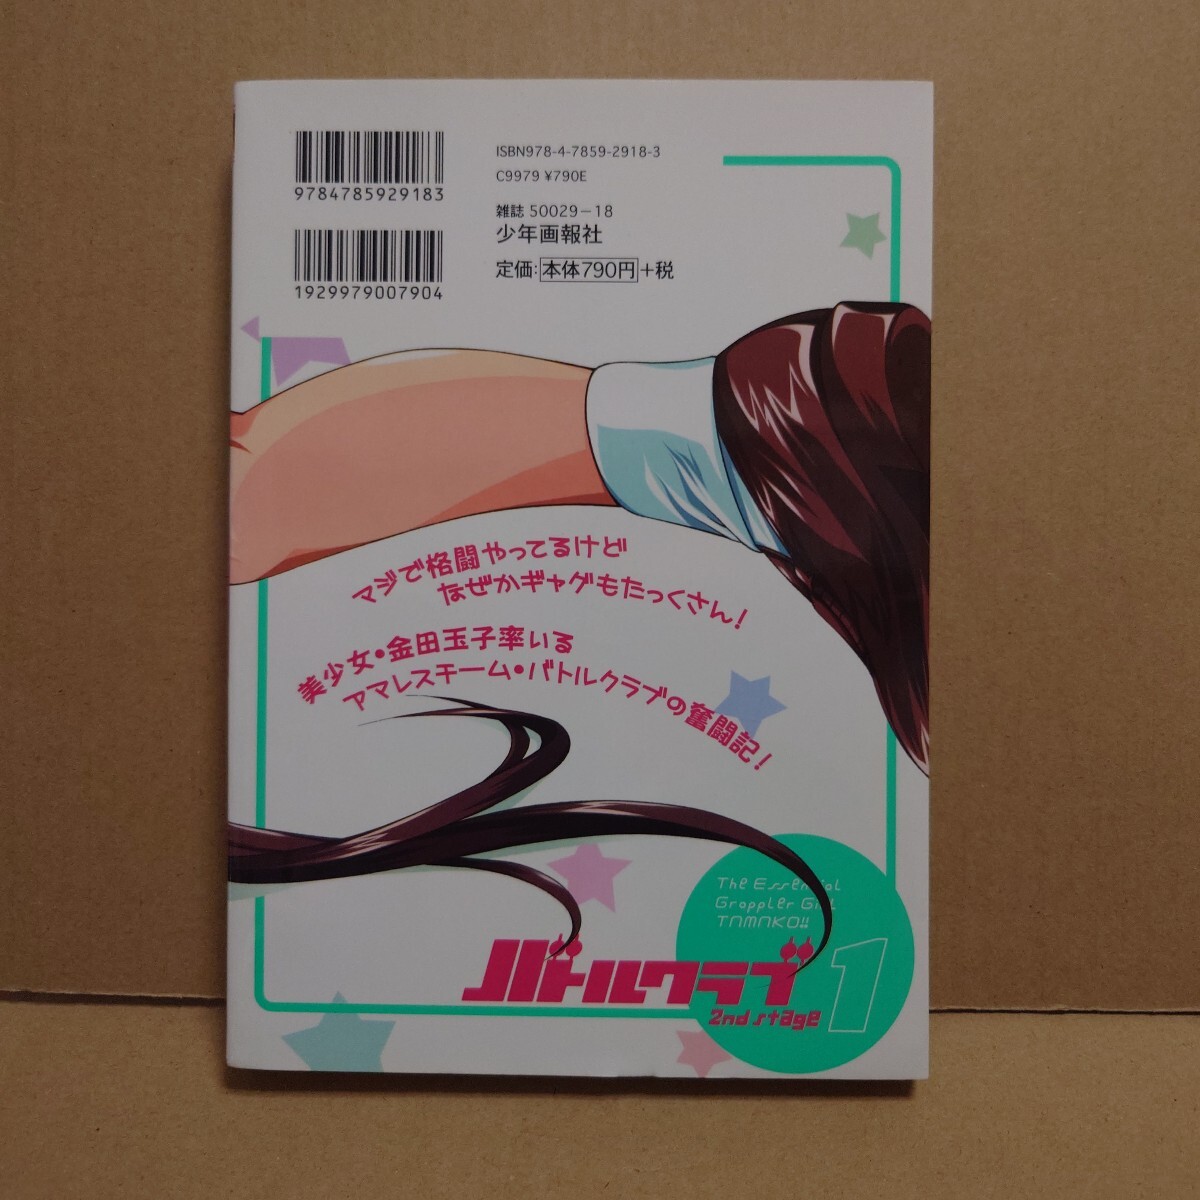 ISBN978-4-7859-2918-3
9784785929183
C9979 ¥790E
雑誌 50029-18
少年画報社
定価:本体790円+税
1929979007904
マジで格闘やってるけど
なぜかギャグもたっくさん!
美少女・金田玉子率いる
アマレスチーム・バトルクラブの奮闘記!
The Essential
Grappler Girl
TAMAKO!!
バトルクラブ
2nd stage
1